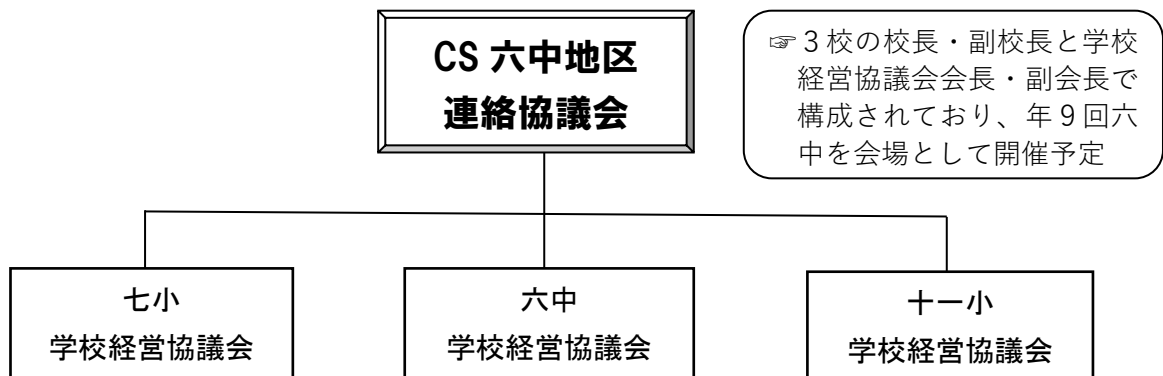 CS 六中地区
連絡協議会
☞３校の校長・副校長と学校
経営協議会会長・副会長で
構成されており、年９回六
中を会場として開催予定
七小
学校経営協議会
六中
学校経営協議会
十一小
学校経営協議会